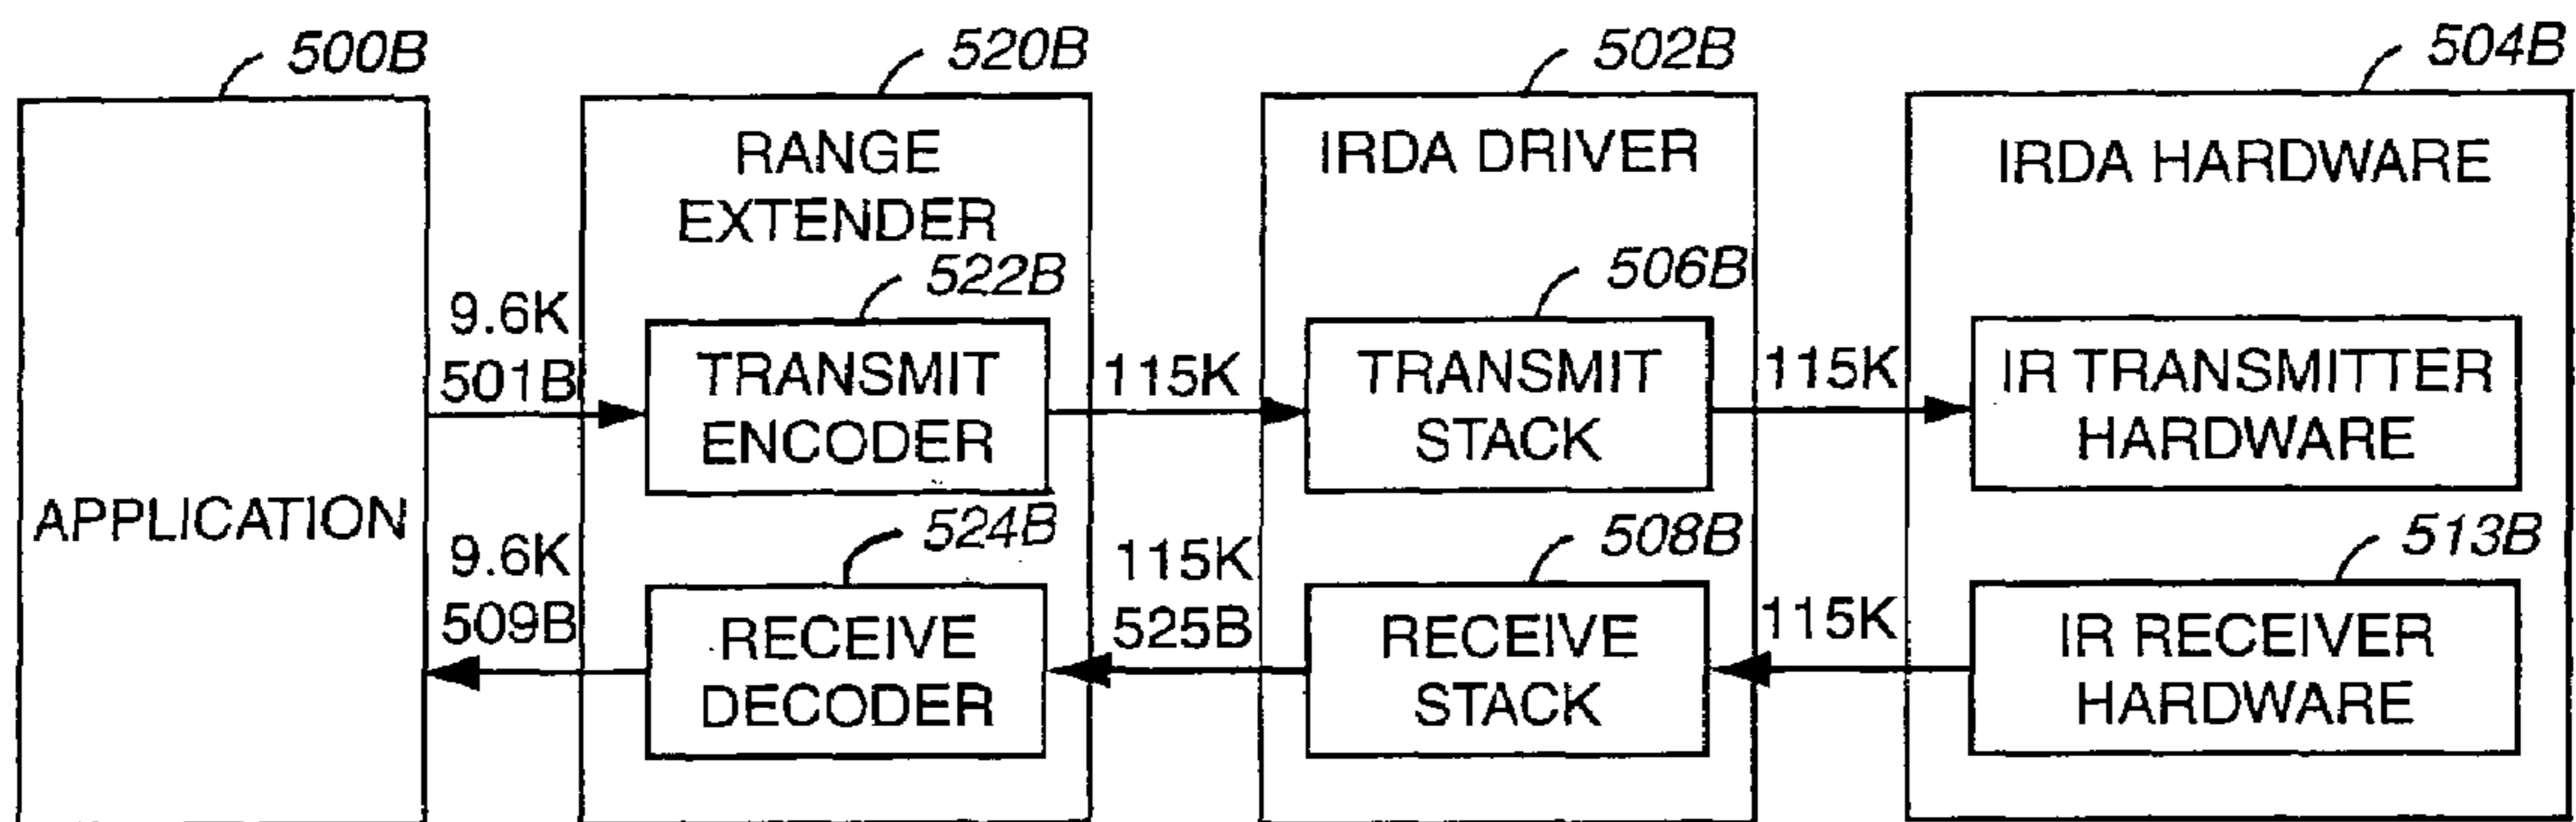 500B
520B
502B
504B
RANGE
EXTENDER
IRDA DRIVER
IRDA HARDWARE
522B
506B
9.6K
501B
TRANSMIT
ENCODER
115K
TRANSMIT
STACK
115K
IR TRANSMITTER
HARDWARE
APPLICATION
524B
508B
513B
9.6K
509B
RECEIVE
DECODER
115K
525B
RECEIVE
STACK
115K
IR RECEIVER
HARDWARE